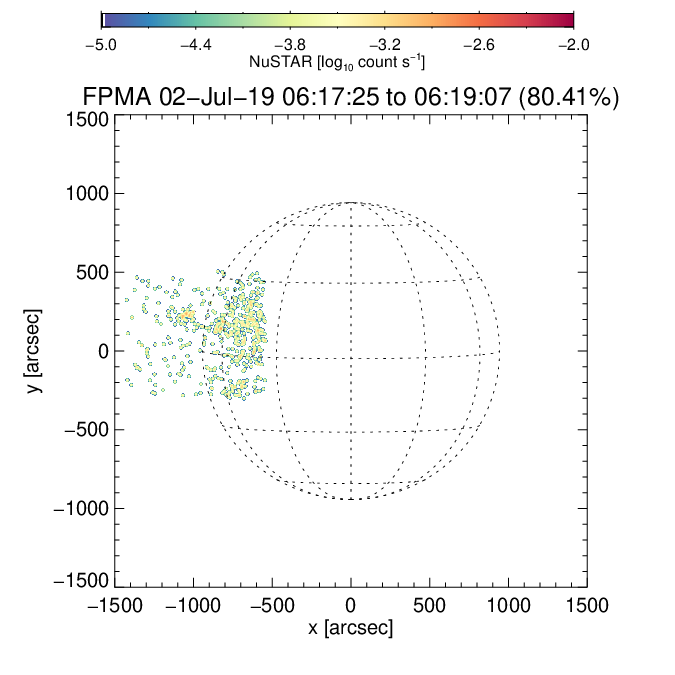 −5.0 −4.4 −3.8 −3.2 −2.6 −2.0
NuSTAR [log₁₀ count s⁻¹]
FPMA 02−Jul−19 06:17:25 to 06:19:07 (80.41%)
1500
1000
500
0
−500
−1000
−1500
y [arcsec]
−1500 −1000 −500 0 500 1000 1500
x [arcsec]